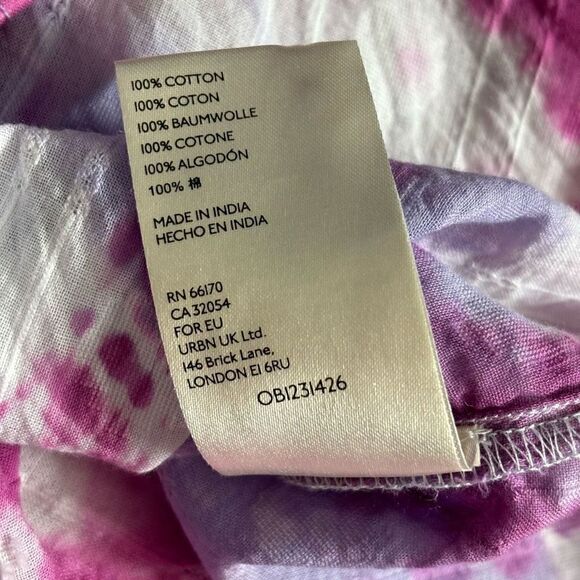 100% COTTON
100% COTON
100% BAUMWOLLE
100% COTONE
100% ALGODÓN
100% 棉
MADE IN INDIA
HECHO EN INDIA
RN 66170
CA 32054
FOR EU
URBN UK Ltd.
146 Brick Lane,
LONDON E1 6RU
OB1231426